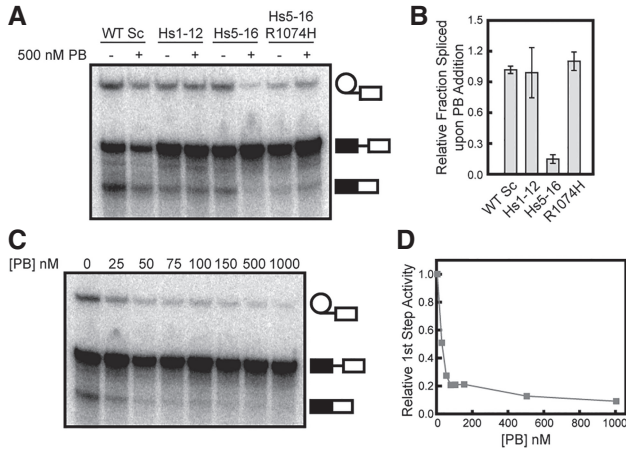 A
WT Sc Hs1-12 Hs5-16 Hs5-16 R1074H
500 nM PB - + - + - + - +
B
Relative Fraction Spliced upon PB Addition
1.5
1.2
0.9
0.6
0.3
0.0
WT Sc Hs1-12 Hs5-16 R1074H
C
[PB] nM 0 25 50 75 100 150 500 1000
D
Relative 1st Step Activity
1.0
0.8
0.6
0.4
0.2
0.0
0 200 400 600 800 1000
[PB] nM